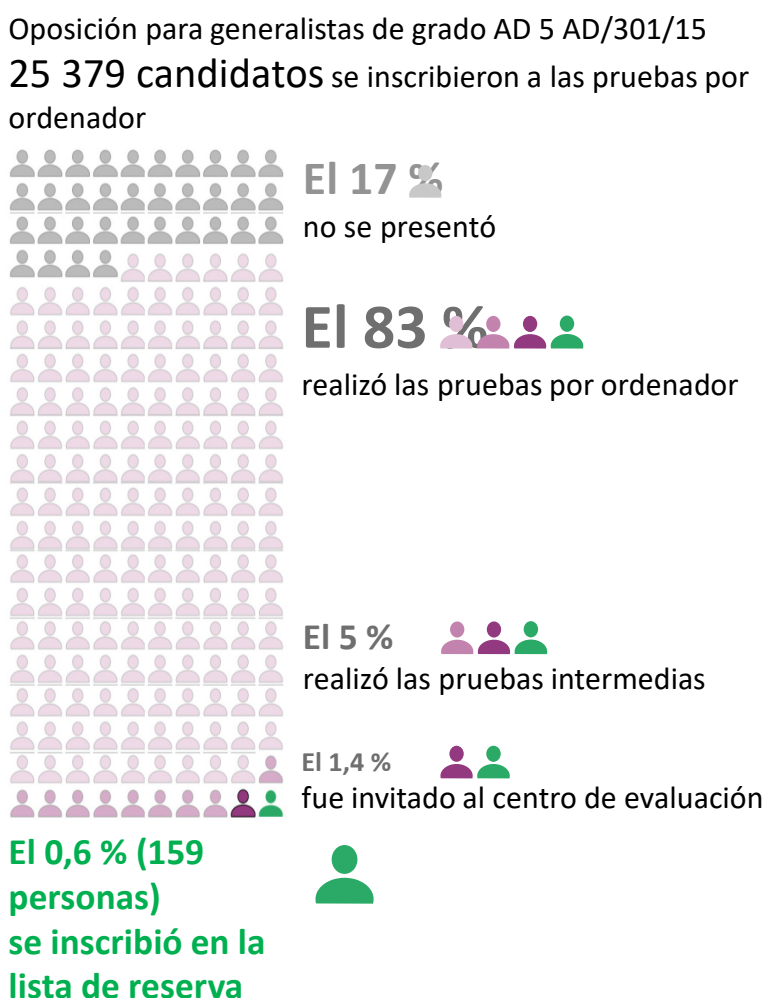 Oposición para generalistas de grado AD 5 AD/301/15
25 379 candidatos se inscribieron a las pruebas por
ordenador
El 17 %
no se presentó
El 83 %
realizó las pruebas por ordenador
El 5 %
realizó las pruebas intermedias
El 1,4 %
fue invitado al centro de evaluación
El 0,6 % (159
personas)
se inscribió en la
lista de reserva